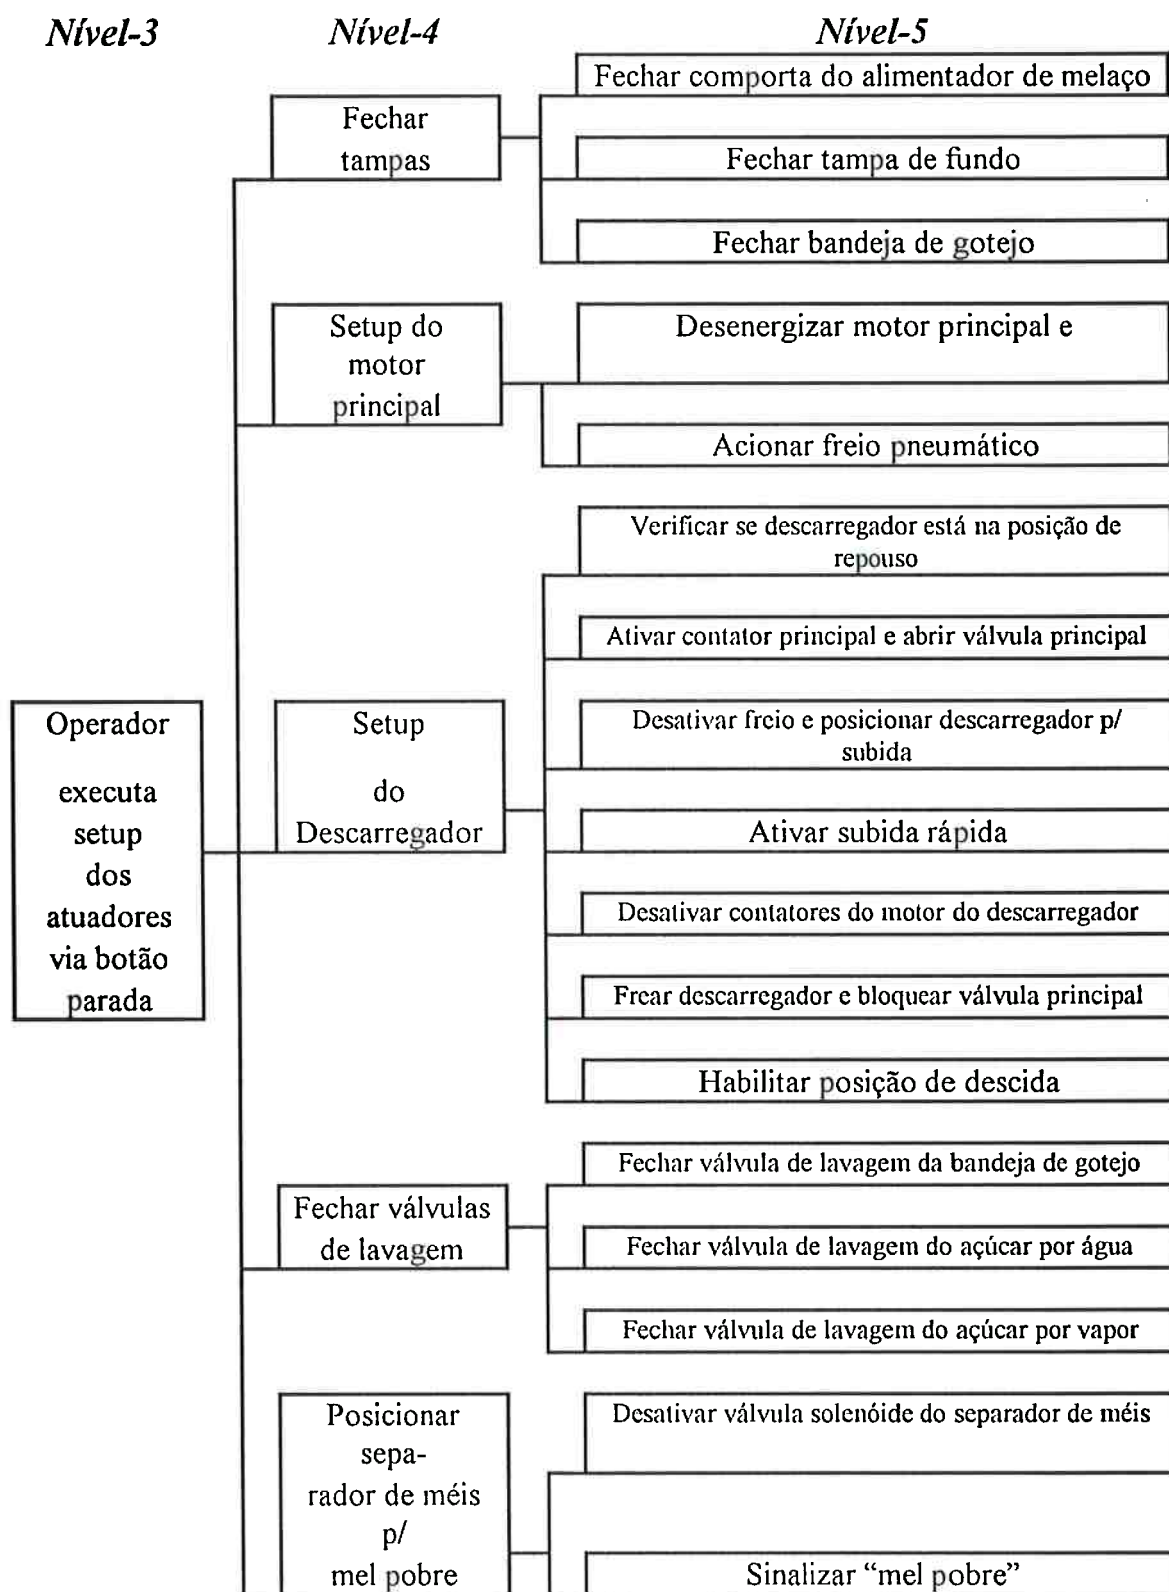 Nível-3
Nível-4
Nível-5
Fechar
tampas
Fechar comporta do alimentador de melaço
Fechar tampa de fundo
Fechar bandeja de gotejo
Setup do
motor
principal
Desenergizar motor principal e
Acionar freio pneumático
Operador
executa
setup
dos
atuadores
via botão
parada
Setup
do
Descarregador
Verificar se descarregador está na posição de
repouso
Ativar contator principal e abrir válvula principal
Desativar freio e posicionar descarregador p/
subida
Ativar subida rápida
Desativar contatores do motor do descarregador
Frear descarregador e bloquear válvula principal
Habilitar posição de descida
Fechar válvulas
de lavagem
Fechar válvula de lavagem da bandeja de gotejo
Fechar válvula de lavagem do açúcar por água
Fechar válvula de lavagem do açúcar por vapor
Posicionar
sepa-
rador de méis
p/
mel pobre
Desativar válvula solenóide do separador de méis
Sinalizar “mel pobre”